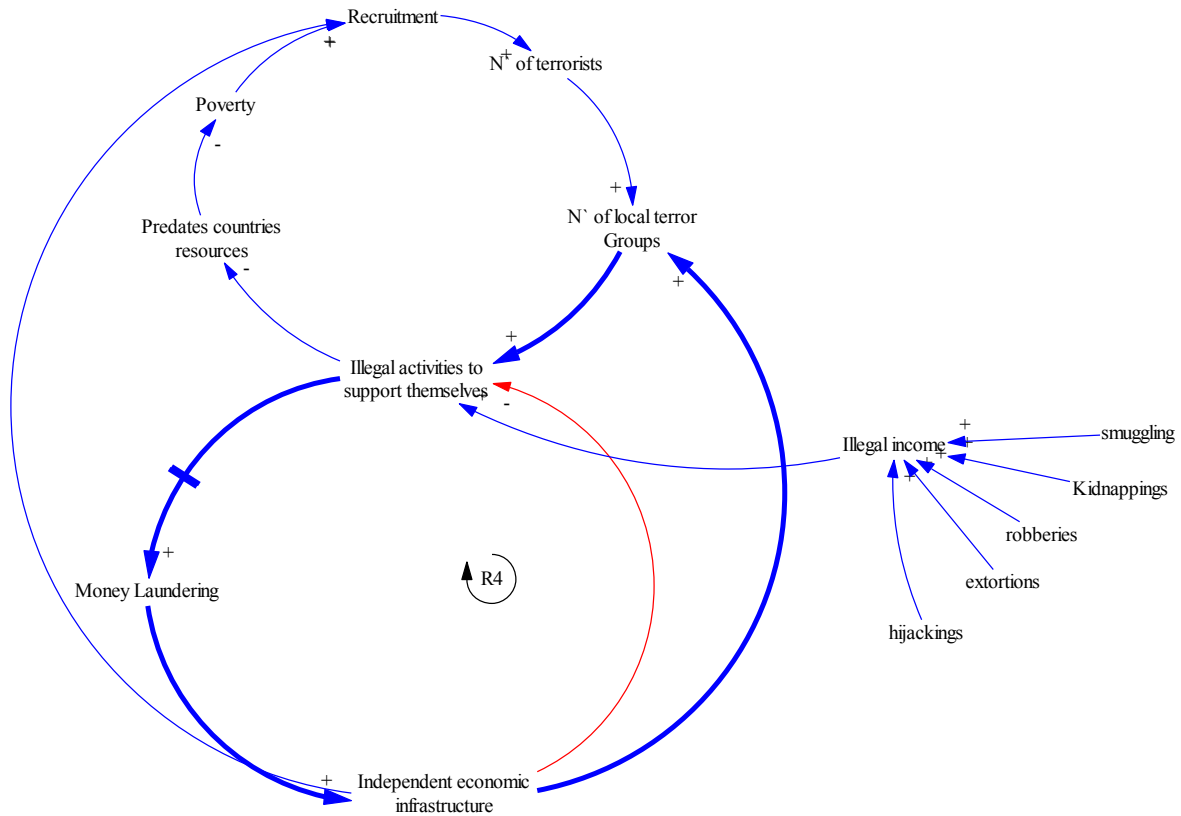 Recruitment
+
+
N` of terrorists
Poverty
-
+
N` of local terror
Groups
Predates countries
resources
-
+
+
Illegal activities to
support themselves
+
-
+
smuggling
Illegal income
+
+
+
+
Kidnappings
robberies
+
Money Laundering
R4
extortions
hijackings
+
Independent economic
infrastructure